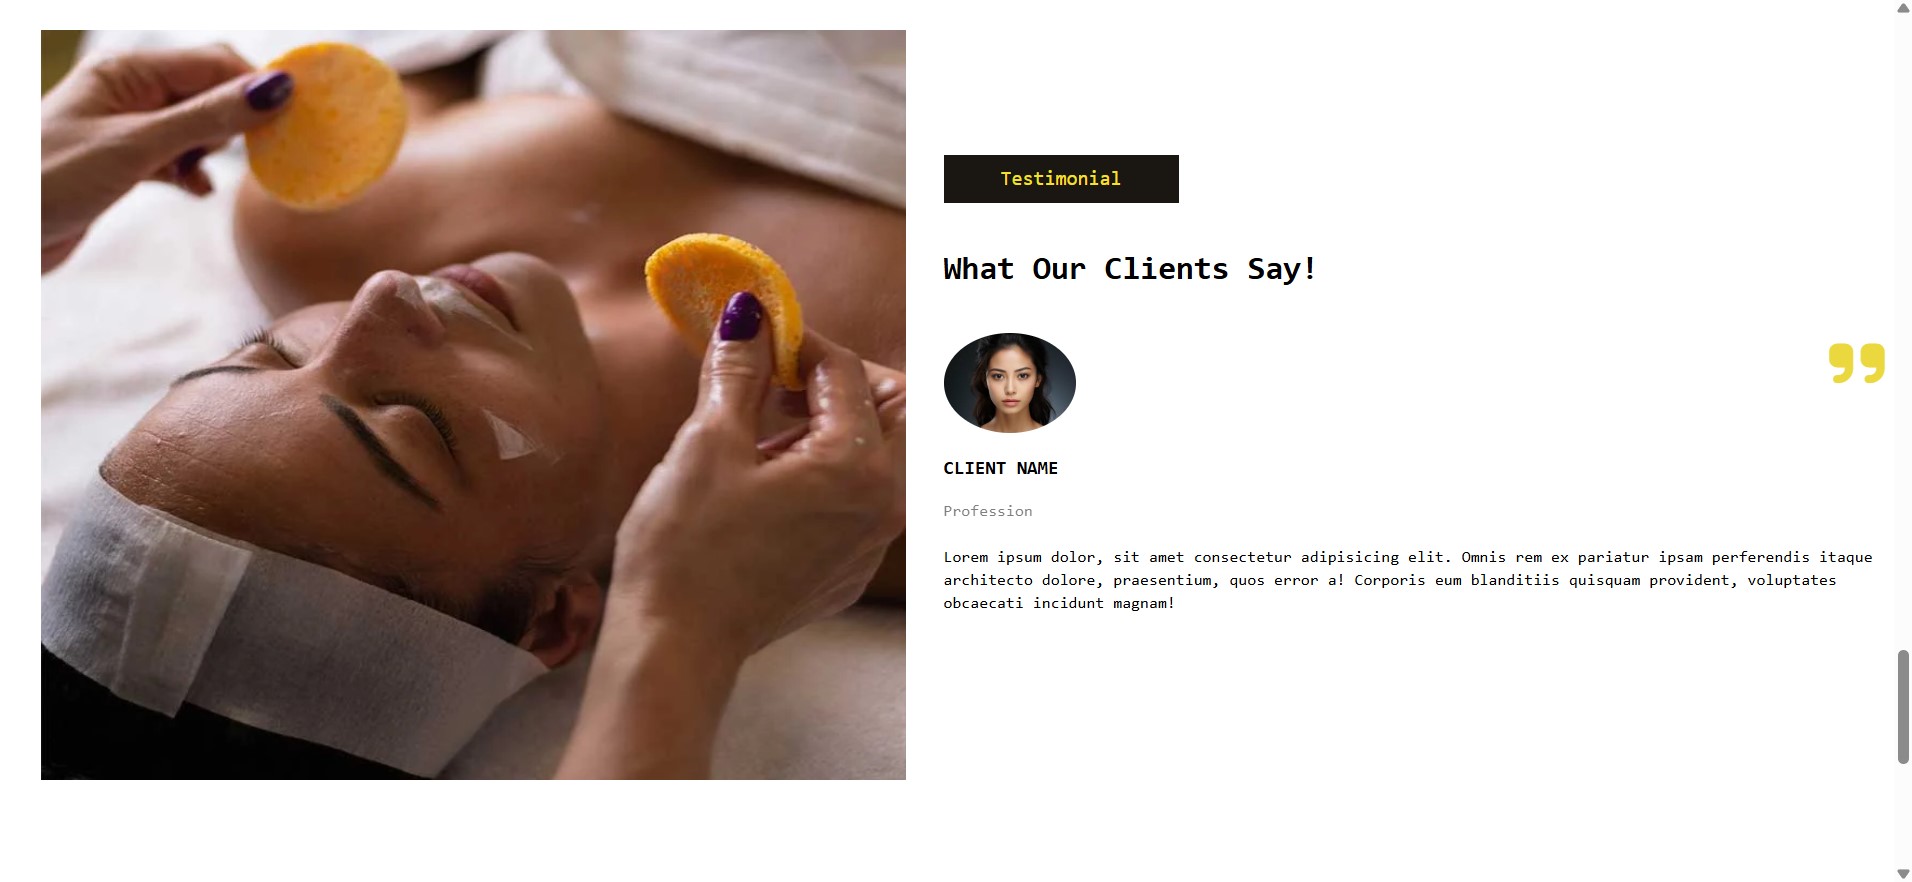 Testimonial
What Our Clients Say!
CLIENT NAME
Profession
Lorem ipsum dolor, sit amet consectetur adipisicing elit. Omnis rem ex pariatur ipsam perferendis itaque
architecto dolore, praesentium, quos error a! Corporis eum blanditiis quisquam provident, voluptates
obcaecati incidunt magnam!